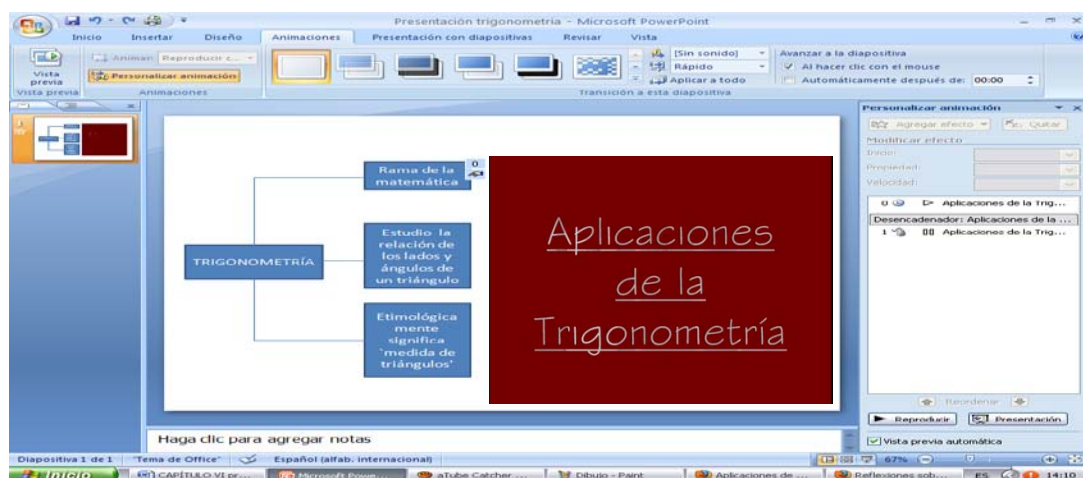 Presentación trigonometria - Microsoft PowerPoint
Inicio Insertar Diseño Animaciones Presentación con diapositivas Revisar Vista
Vista previa
Animar: Reproducir c...
Personalizar animación
[Sin sonido]
Rápido
Aplicar a todo
Avanzar a la diapositiva
Al hacer clic con el mouse
Automáticamente después de: 00:00
Vista previa Animaciones Transición a esta diapositiva
Personalizar animación
Agregar efecto Quitar
Modificar efecto
Inicio:
Propiedad:
Velocidad:
0 Aplicaciones de la Trig...
Desencadenador: Aplicaciones de la ...
1 Aplicaciones de la Trig...
Reordenar
Reproducir Presentación
Vista previa automática
1
TRIGONOMETRÍA
0
Rama de la
matemática
Estudio la
relación de
los lados y
ángulos de
un triángulo
Etimológica
mente
significa
`medida de
triángulos'
Aplicaciones
de la
Trigonometría
Haga clic para agregar notas
Diapositiva 1 de 1 "Tema de Office" Español (alfab. internacional) 67%
Inicio CAPÍTULO VI pr... Microsoft Powe... aTube Catcher ... Dibujo - Paint Aplicaciones de ... Reflexiones sob... ES 14:10